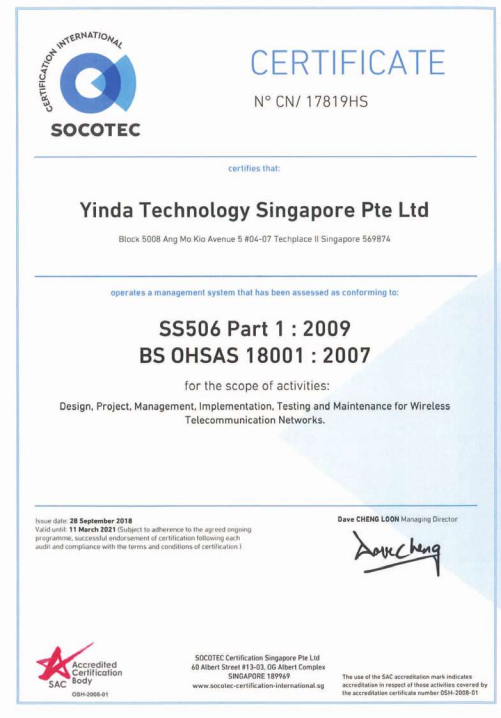 CERTIFICATION INTERNATIONAL
SOCOTEC
CERTIFICATE
N° CN/ 17819HS
certifies that:
Yinda Technology Singapore Pte Ltd
Block 5008 Ang Mo Kio Avenue 5 #04-07 Techplace II Singapore 569874
operates a management system that has been assessed as conforming to:
SS506 Part 1 : 2009
BS OHSAS 18001 : 2007
for the scope of activities:
Design, Project, Management, Implementation, Testing and Maintenance for Wireless
Telecommunication Networks.
Issue date: 28 September 2018
Valid until: 11 March 2021 (Subject to adherence to the agreed ongoing
programme, successful endorsement of certification following each
audit and compliance with the terms and conditions of certification.)
Dave CHENG LOON Managing Director
Dave Cheng
SAC
Accredited
Certification
Body
OSH-2008-01
SOCOTEC Certification Singapore Pte Ltd
60 Albert Street #13-03, OG Albert Complex
SINGAPORE 189969
www.socotec-certification-international.sg
The use of the SAC accreditation mark indicates
accreditation in respect of those activities covered by
the accreditation certificate number OSH-2008-01